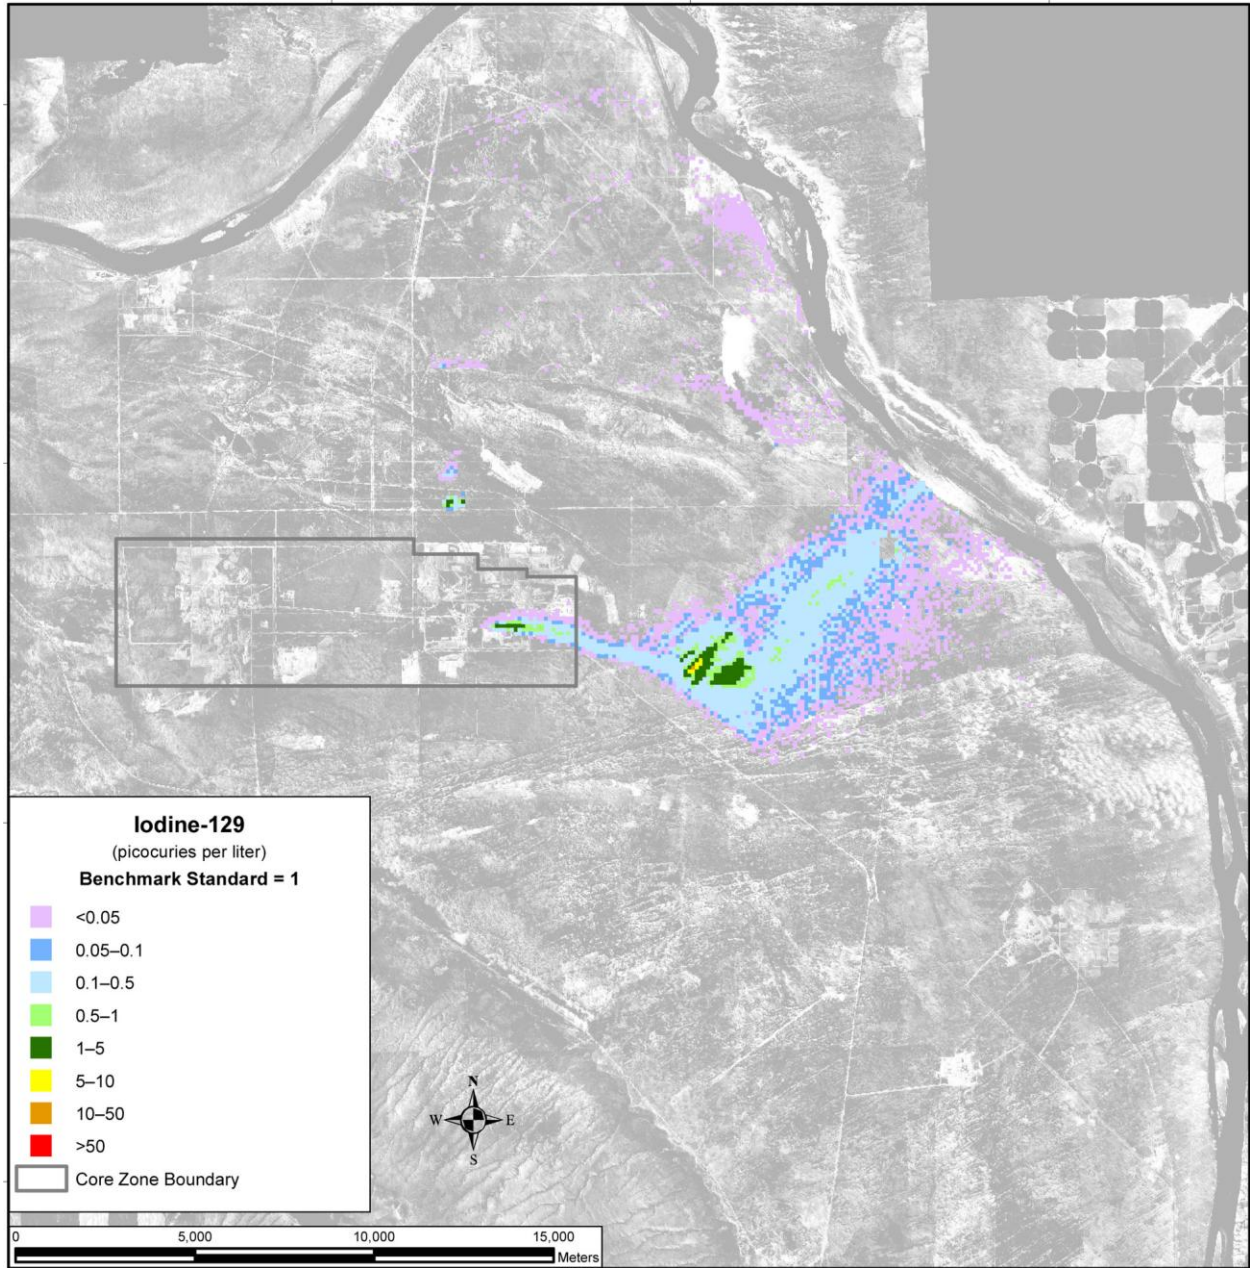 Iodine-129
(picocuries per liter)
Benchmark Standard = 1
<0.05
0.05–0.1
0.1–0.5
0.5–1
1–5
5–10
10–50
>50
Core Zone Boundary
N
W E
S
0 5,000 10,000 15,000
Meters